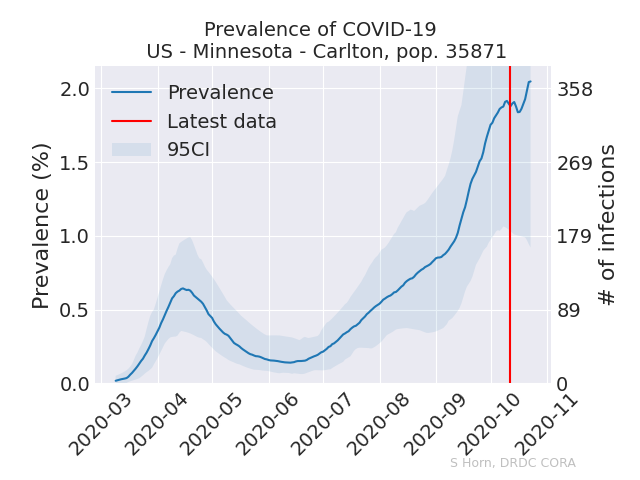 Prevalence of COVID-19
US - Minnesota - Carlton, pop. 35871
Prevalence
Latest data
95CI
Prevalence (%)
2.0
1.5
1.0
0.5
0.0
358
269
179
89
0
# of infections
2020-03
2020-04
2020-05
2020-06
2020-07
2020-08
2020-09
2020-10
2020-11
S Horn, DRDC CORA